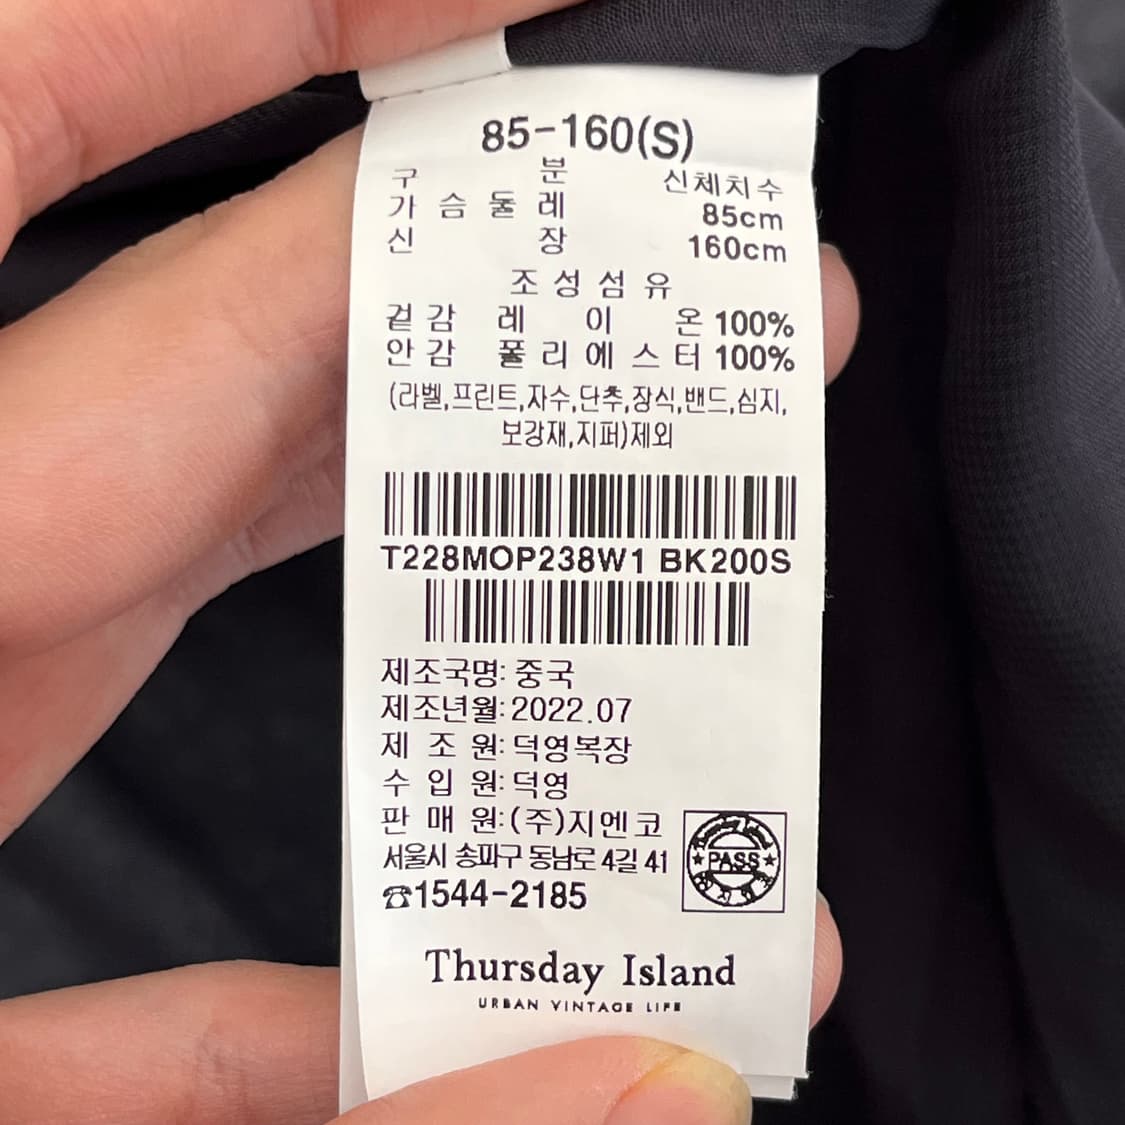 85-160(S)
구 분 신체치수
가 슴 둘 레 85cm
신 장 160cm
조 성 섬 유
겉 감 레 이 온 100%
안 감 폴 리 에 스 터 100%
(라벨,프린트,자수,단추,장식,밴드,심지,
보강재,지퍼)제외
T228MOP238W1 BK200S
제조국명: 중국
제조년월: 2022.07
제 조 원: 덕영복장
수 입 원: 덕영
판 매 원: (주)지엔코
서울시 송파구 동남로 4길 41
☎1544-2185
PASS
Thursday Island
URBAN VINTAGE LIFE